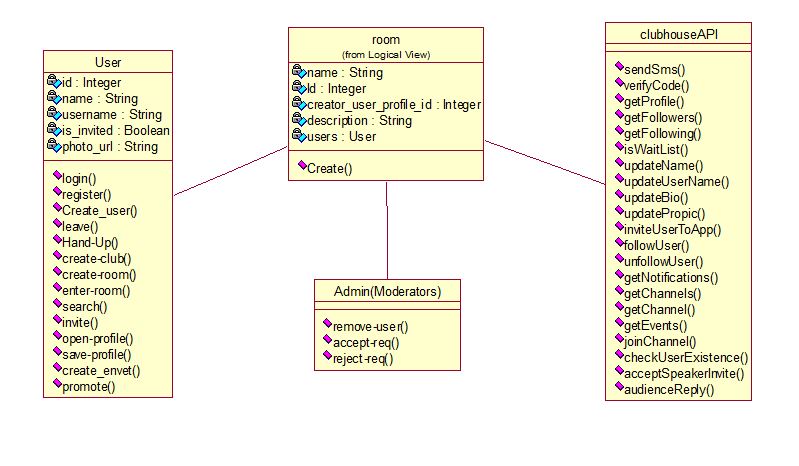 User
id : Integer
name : String
username : String
is_invited : Boolean
photo_url : String
login()
register()
Create_user()
leave()
Hand-Up()
create-club()
create-room()
enter-room()
search()
invite()
open-profile()
save-profile()
create_envet()
promote()
room
(from Logical View)
name : String
Id : Integer
creator_user_profile_id : Integer
description : String
users : User
Create()
Admin(Moderators)
remove-user()
accept-req()
reject-req()
clubhouseAPI
sendSms()
verifyCode()
getProfile()
getFollowers()
getFollowing()
isWaitList()
updateName()
updateUserName()
updateBio()
updatePropic()
inviteUserToApp()
followUser()
unfollowUser()
getNotifications()
getChannels()
getChannel()
getEvents()
joinChannel()
checkUserExistence()
acceptSpeakerInvite()
audienceReply()